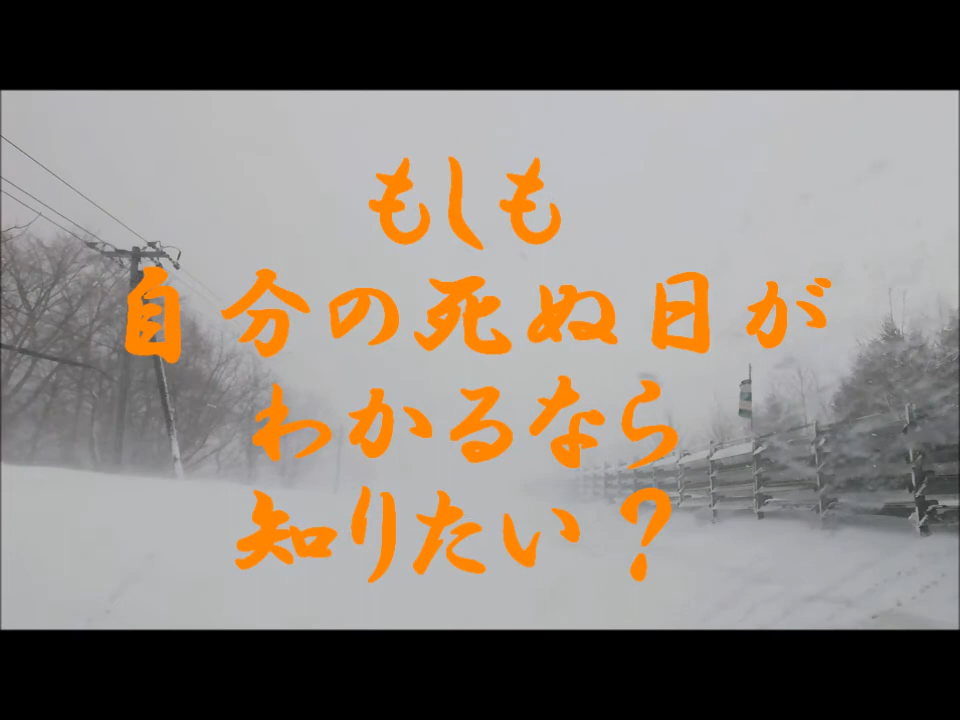 もしも
自分の死ぬ日が
わかるなら
知りたい？